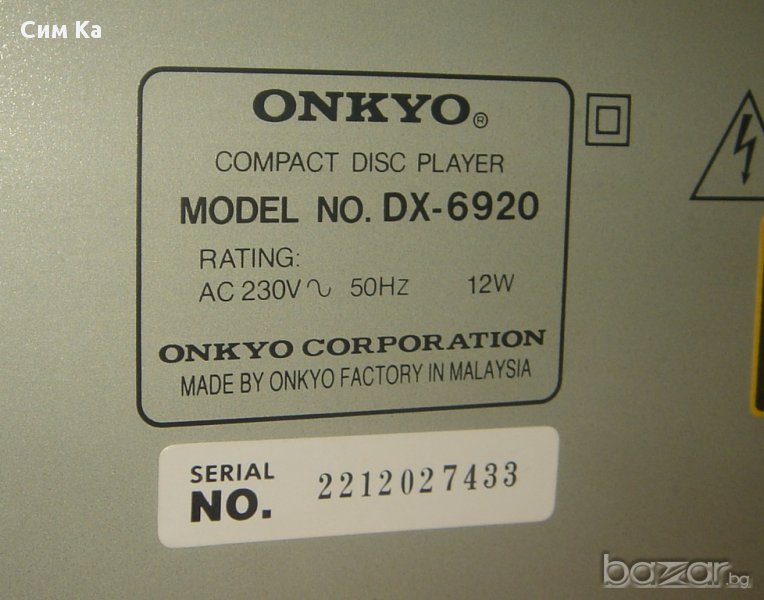 Сим Ка
ONKYO®
COMPACT DISC PLAYER
MODEL NO. DX-6920
RATING:
AC 230V~ 50HZ 12W
ONKYO CORPORATION
MADE BY ONKYO FACTORY IN MALAYSIA
SERIAL
NO. 2212027433
bazar.bg